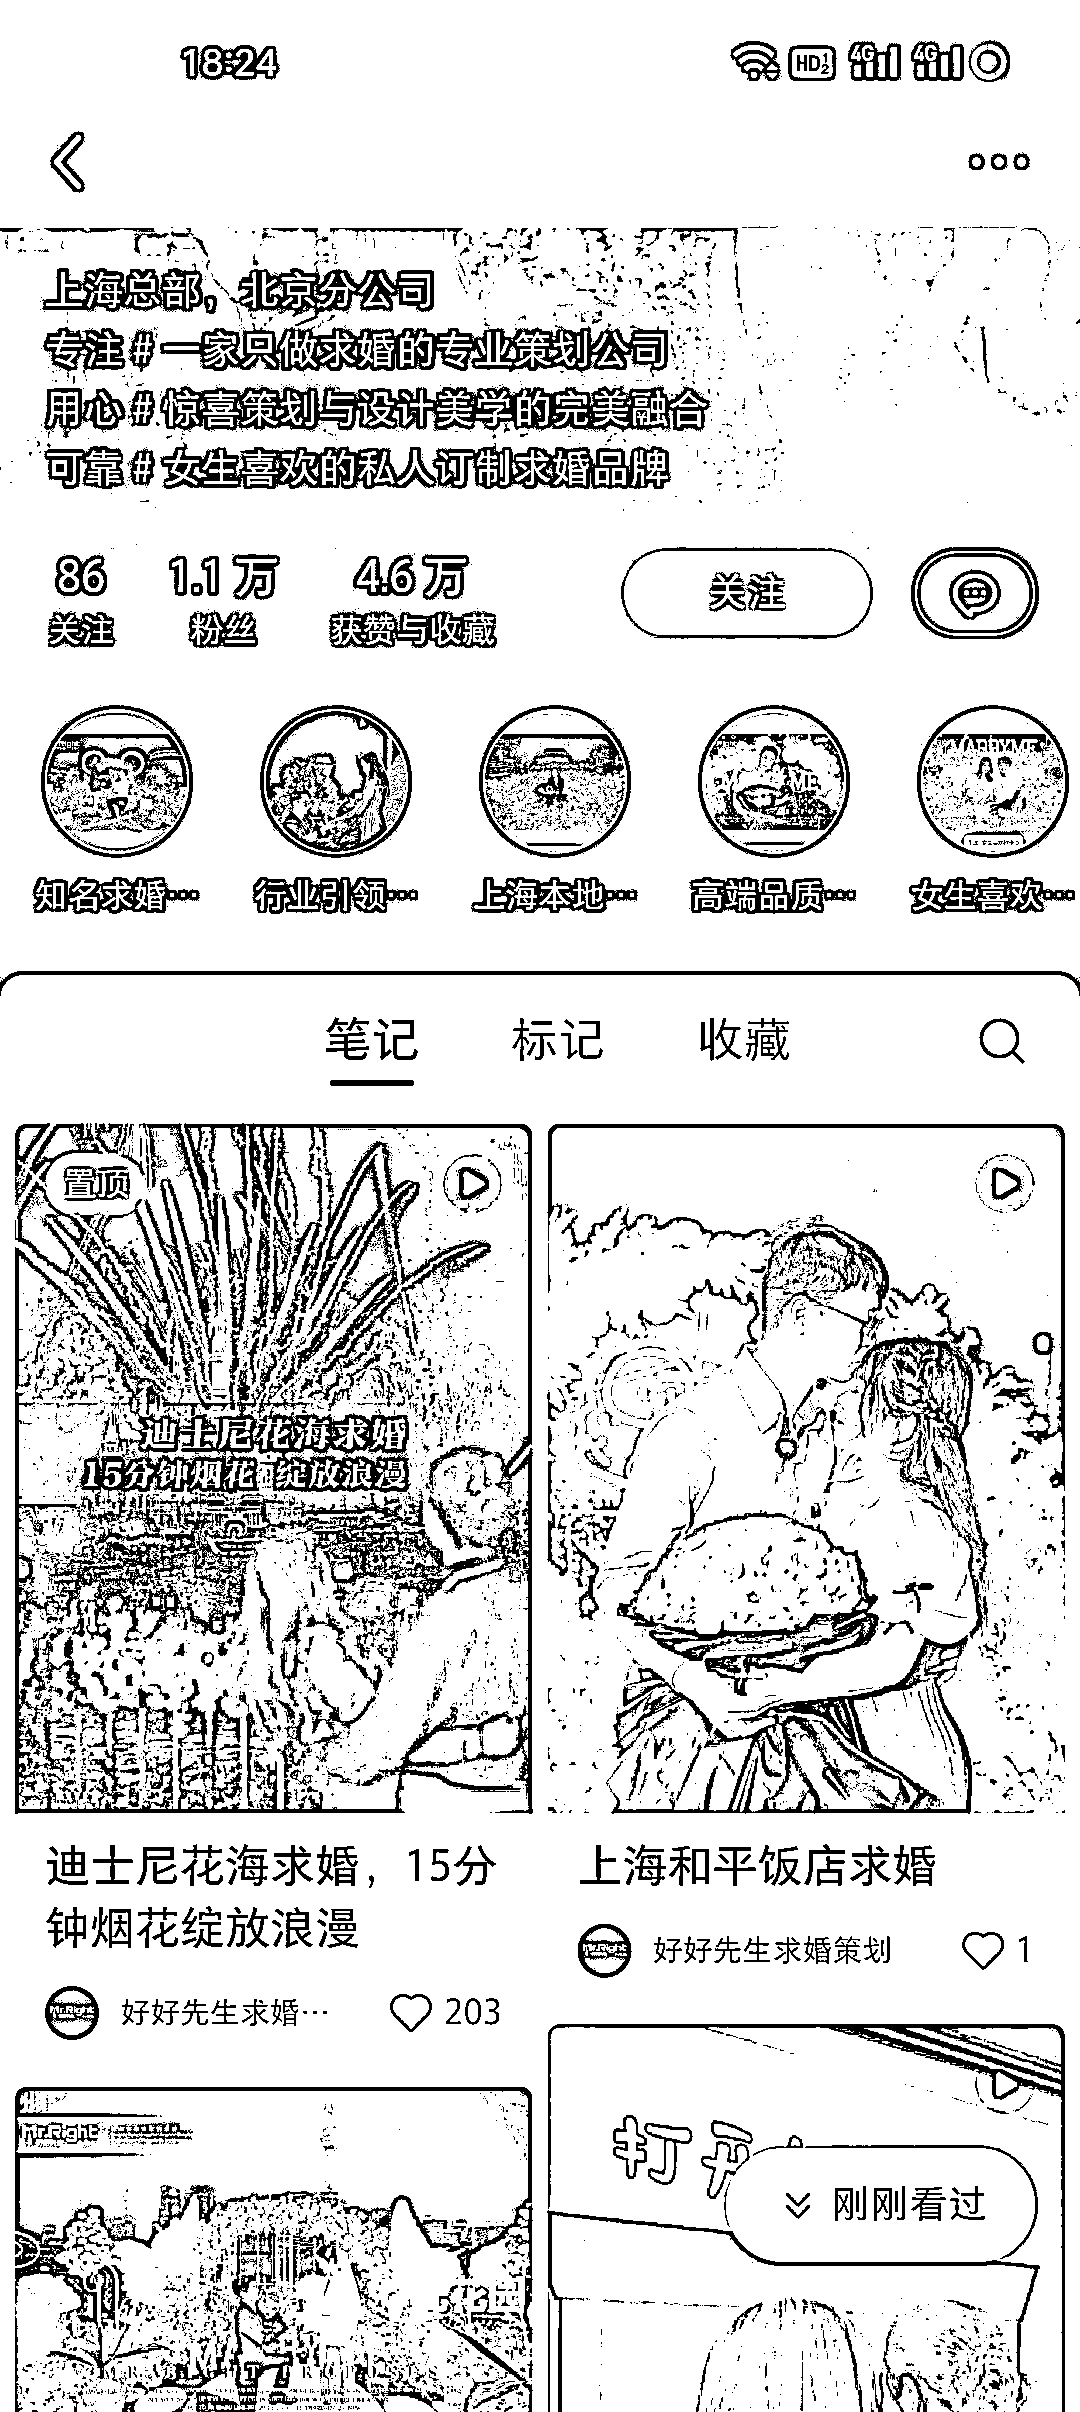 18:24
HD
4G
4G
上海总部，北京分公司
专注 # 一家只做求婚的专业策划公司
用心 # 惊喜策划与设计美学的完美融合
可靠 # 女生喜欢的私人订制求婚品牌
86 1.1 万 4.6 万
关注 粉丝 获赞与收藏
关注
知名求婚… 行业引领… 上海本地… 高端品质… 女生喜欢…
笔记 标记 收藏
置顶
迪士尼花海求婚
15分钟烟花 绽放浪漫
迪士尼花海求婚，15分
钟烟花绽放浪漫
好好先生求婚… 203
上海和平饭店求婚
好好先生求婚策划 1
Mr.Right
打开
刚刚看过